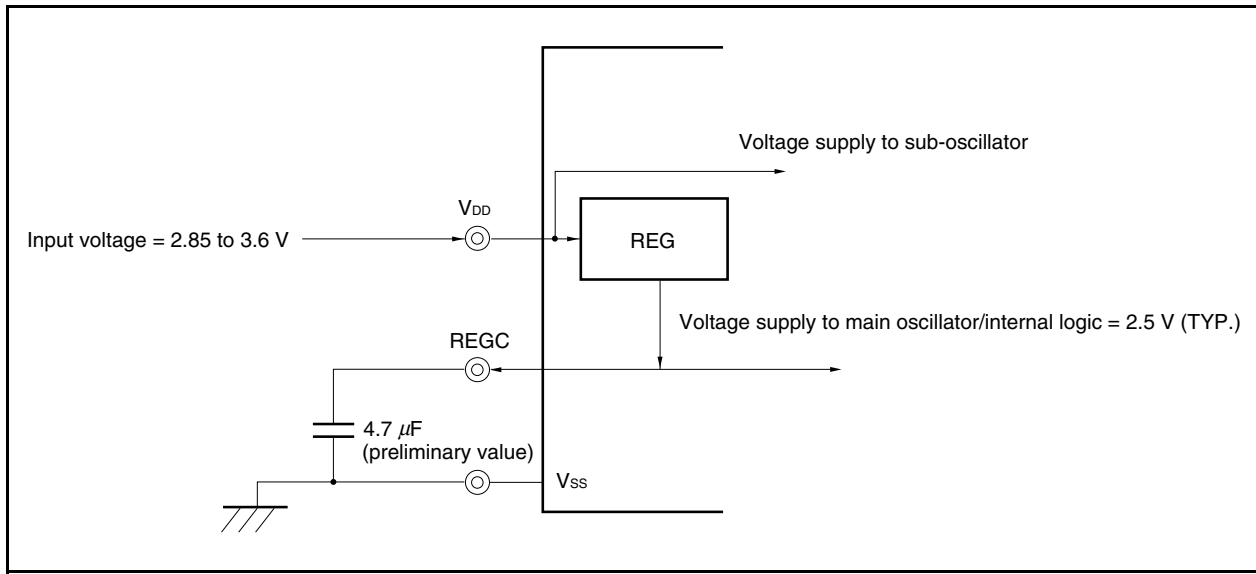 Voltage supply to sub-oscillator
VDD
Input voltage = 2.85 to 3.6 V
REG
Voltage supply to main oscillator/internal logic = 2.5 V (TYP.)
REGC
4.7 μF
(preliminary value)
VSS